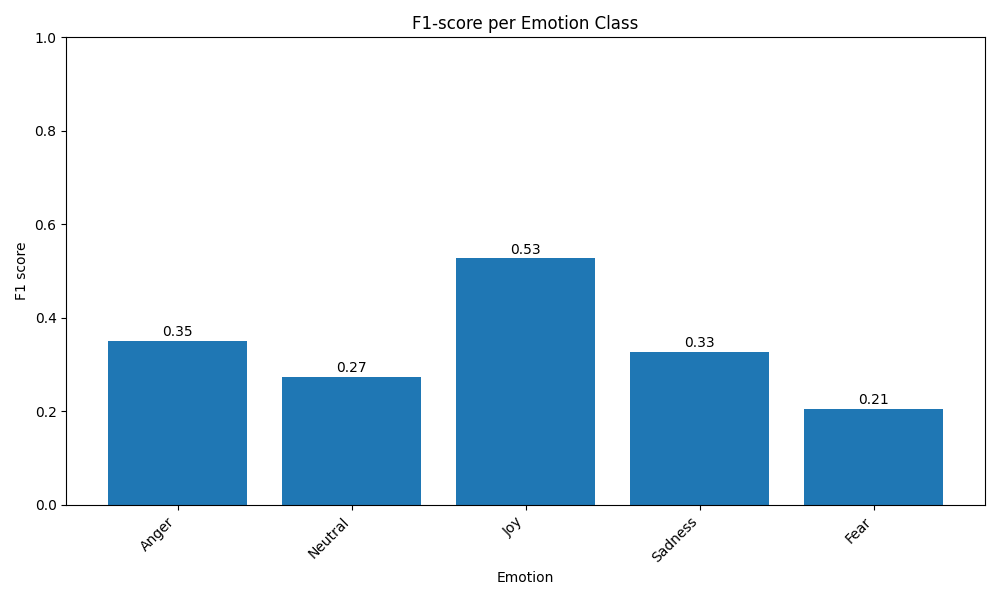 F1-score per Emotion Class
F1 score
1.0
0.8
0.6
0.4
0.2
0.0
0.35
0.27
0.53
0.33
0.21
Anger
Neutral
Joy
Sadness
Fear
Emotion